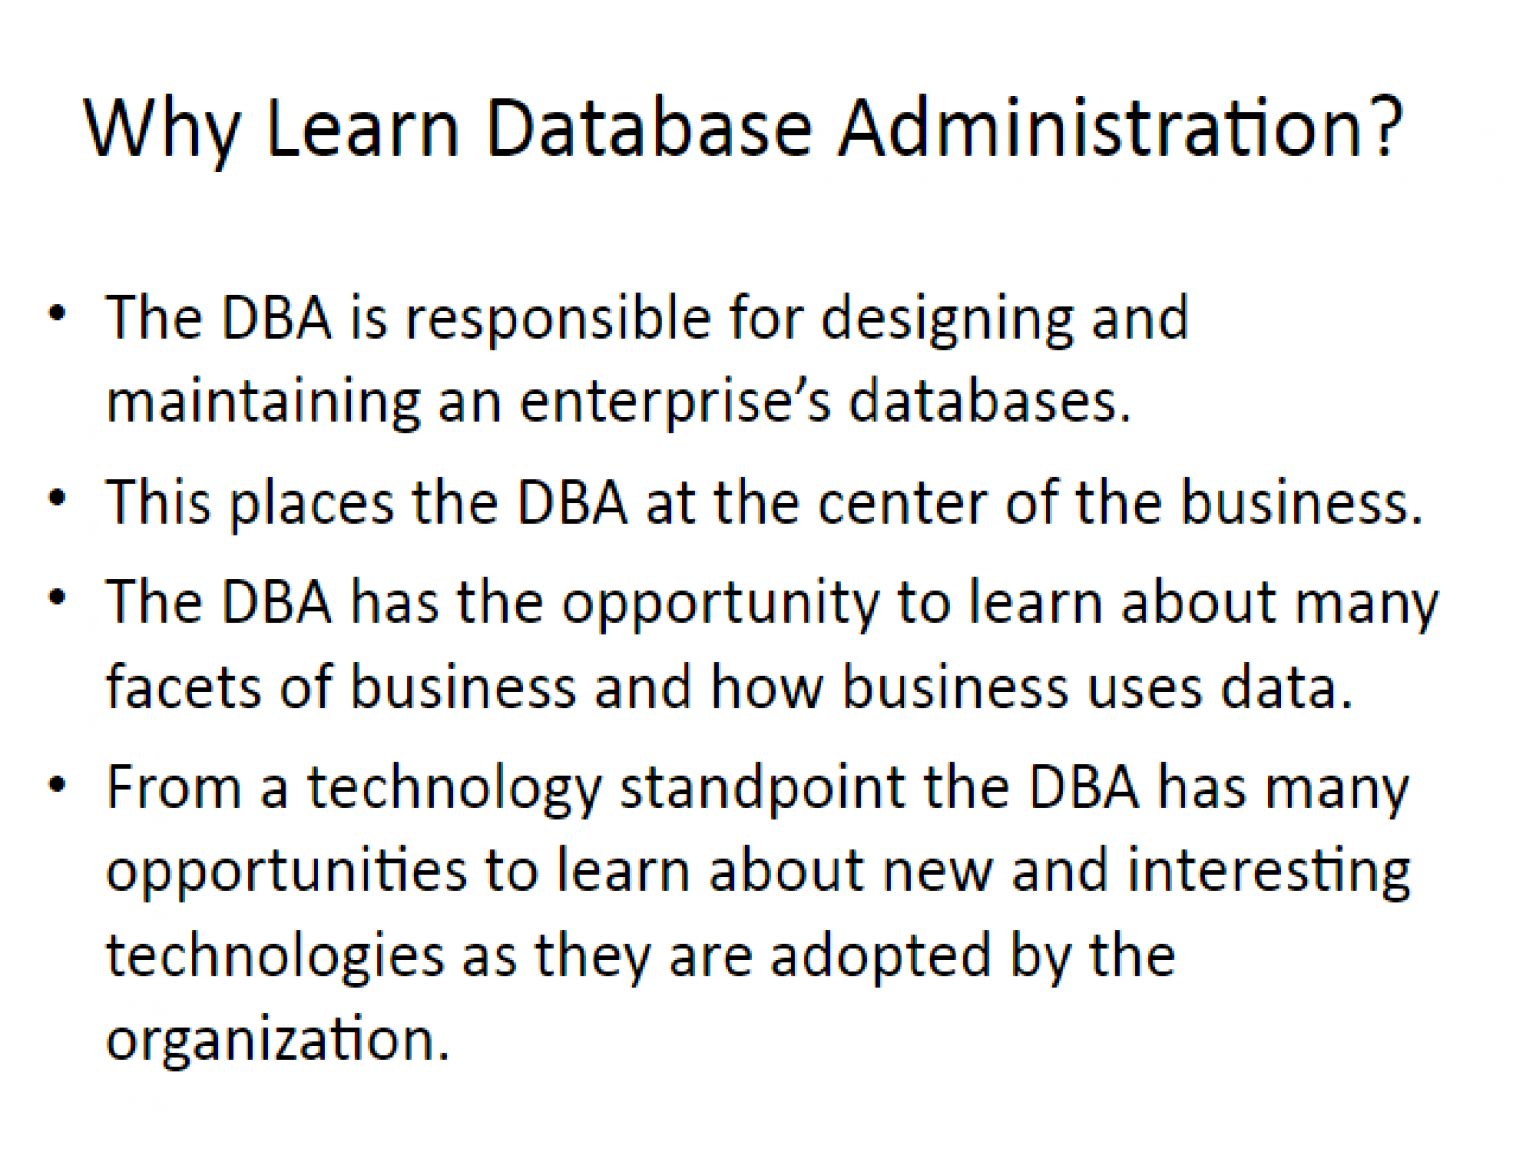 Why Learn Database Administration?
• The DBA is responsible for designing and
maintaining an enterprise’s databases.
• This places the DBA at the center of the business.
• The DBA has the opportunity to learn about many
facets of business and how business uses data.
• From a technology standpoint the DBA has many
opportunities to learn about new and interesting
technologies as they are adopted by the
organization.